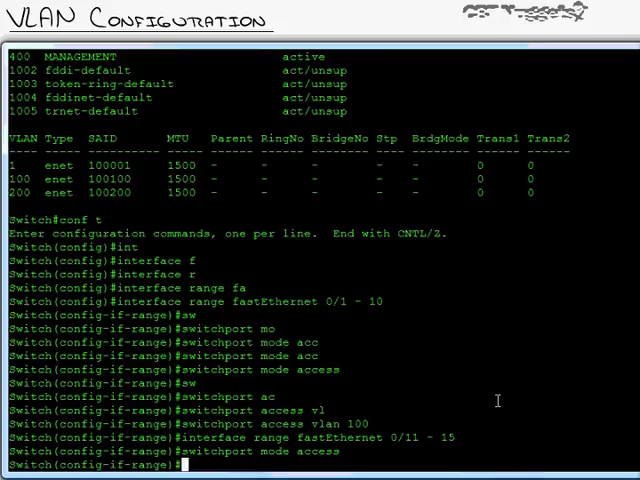 VLAN CONFIGURATION
400 MANAGEMENT active
1002 fddi-default act/unsup
1003 token-ring-default act/unsup
1004 fddinet-default act/unsup
1005 trnet-default act/unsup
VLAN Type SAID MTU Parent RingNo BridgeNo Stp BrdgMode Trans1 Trans2
---- ----- ---------- ----- ------ ------ -------- ---- -------- ------ ------
1 enet 100001 1500 - - - - - 0 0
100 enet 100100 1500 - - - - - 0 0
200 enet 100200 1500 - - - - - 0 0
Switch#conf t
Enter configuration commands, one per line. End with CNTL/Z.
Switch(config)#int
Switch(config)#interface f
Switch(config)#interface r
Switch(config)#interface range fa
Switch(config)#interface range fastEthernet 0/1 - 10
Switch(config-if-range)#sw
Switch(config-if-range)#switchport mo
Switch(config-if-range)#switchport mode acc
Switch(config-if-range)#switchport mode acc
Switch(config-if-range)#switchport mode access
Switch(config-if-range)#sw
Switch(config-if-range)#switchport ac
Switch(config-if-range)#switchport access vl
Switch(config-if-range)#switchport access vlan 100
Switch(config-if-range)#interface range fastEthernet 0/11 - 15
Switch(config-if-range)#switchport mode access
Switch(config-if-range)#